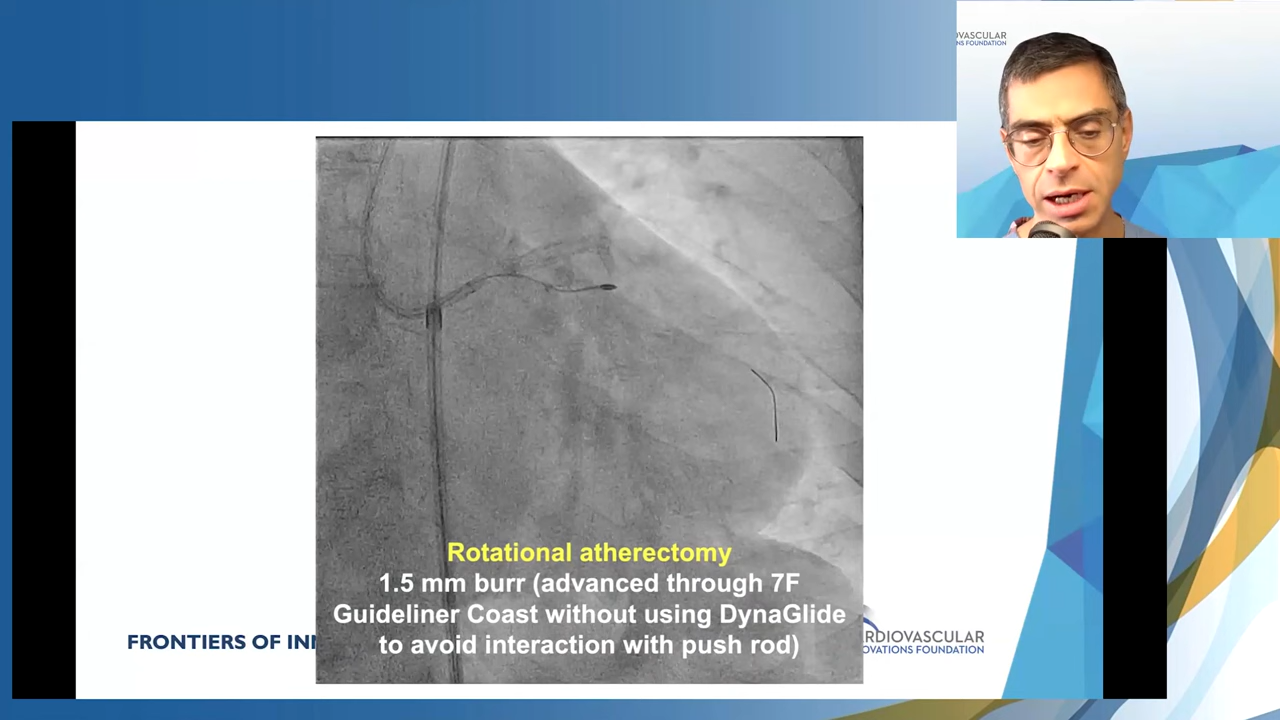 OVASCULAR
NS FOUNDATION
Rotational atherectomy
1.5 mm burr (advanced through 7F
Guideliner Coast without using DynaGlide
to avoid interaction with push rod)
FRONTIERS OF INN
RDIOVASCULAR
OVATIONS FOUNDATION